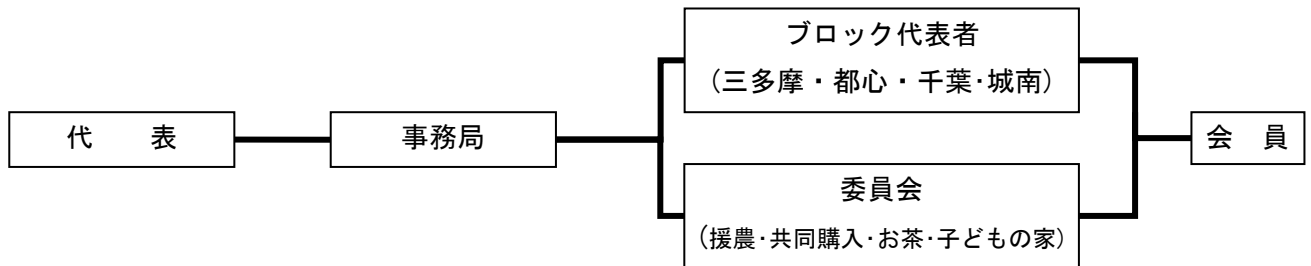 代　　表
事務局
ブロック代表者
（三多摩・都心・千葉・城南）
委員会
（援農・共同購入・お茶・子どもの家）
会　員